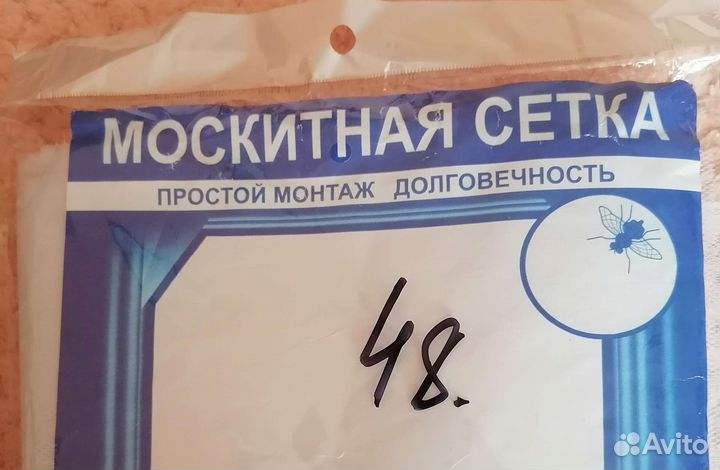 МОСКИТНАЯ СЕТКА
ПРОСТОЙ МОНТАЖ ДОЛГОВЕЧНОСТЬ
48.
Avito